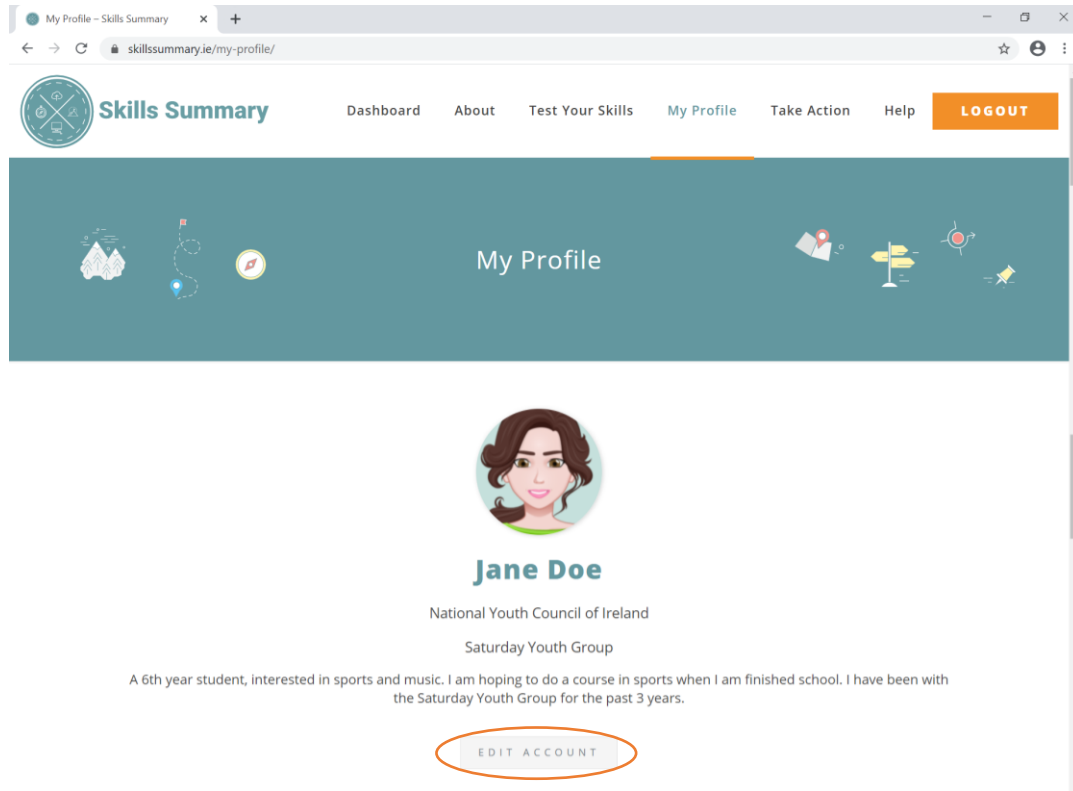 My Profile – Skills Summary
skillssummary.ie/my-profile/
Skills Summary
Dashboard About Test Your Skills My Profile Take Action Help LOGOUT
My Profile
Jane Doe
National Youth Council of Ireland
Saturday Youth Group
A 6th year student, interested in sports and music. I am hoping to do a course in sports when I am finished school. I have been with
the Saturday Youth Group for the past 3 years.
EDIT ACCOUNT